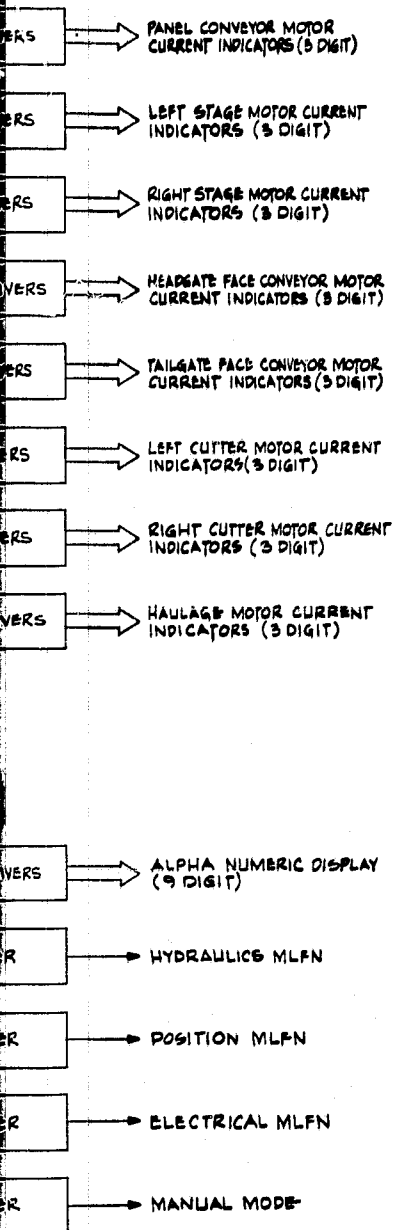 ERS
PANEL CONVEYOR MOTOR
CURRENT INDICATORS (3 DIGIT)
ERS
LEFT STAGE MOTOR CURRENT
INDICATORS (3 DIGIT)
ERS
RIGHT STAGE MOTOR CURRENT
INDICATORS (3 DIGIT)
VERS
HEADGATE FACE CONVEYOR MOTOR
CURRENT INDICATORS (3 DIGIT)
ERS
TAILGATE FACE CONVEYOR MOTOR
CURRENT INDICATORS (3 DIGIT)
RS
LEFT CUTTER MOTOR CURRENT
INDICATORS (3 DIGIT)
ERS
RIGHT CUTTER MOTOR CURRENT
INDICATORS (3 DIGIT)
VERS
HAULAGE MOTOR CURRENT
INDICATORS (3 DIGIT)
VERS
ALPHA NUMERIC DISPLAY
(9 DIGIT)
R
HYDRAULICS MLFN
ER
POSITION MLFN
ER
ELECTRICAL MLFN
ER
MANUAL MODE